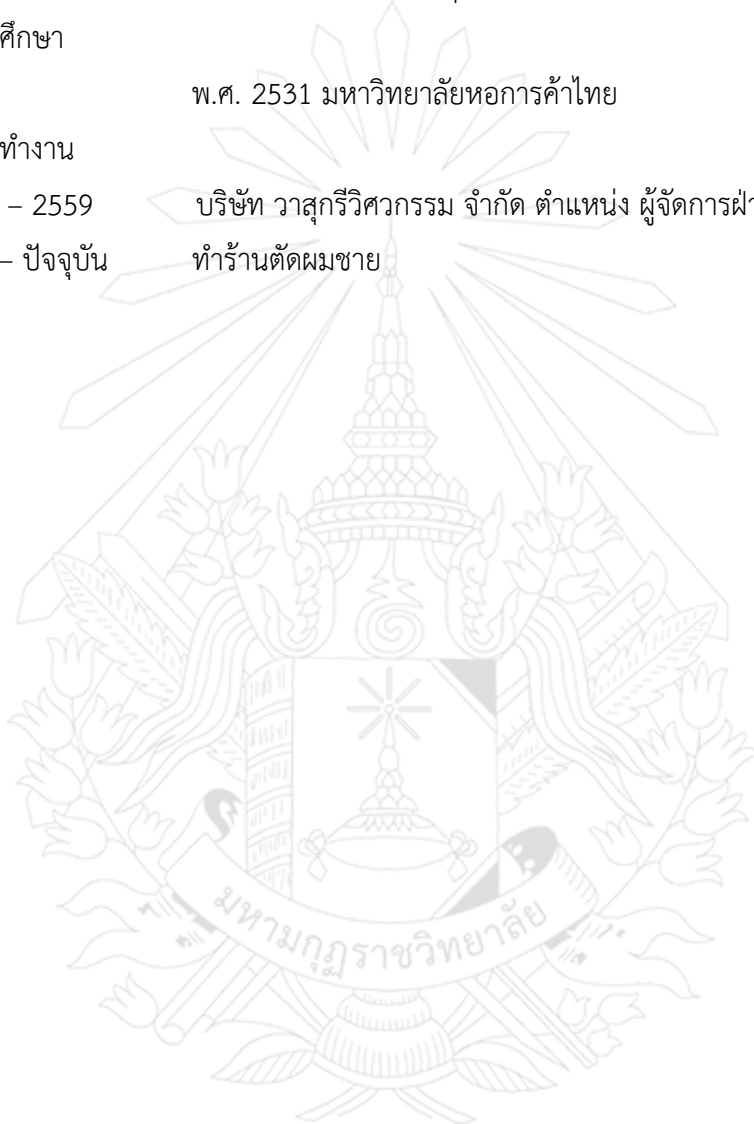 ศึกษา
พ.ศ. 2531 มหาวิทยาลัยหอการค้าไทย
ทำงาน
– 2559 บริษัท วาสุกรีวิศวกรรม จำกัด ตำแหน่ง ผู้จัดการฝ่า
– ปัจจุบัน ทำร้านตัดผมชาย
มหามกุฏราชวิทยาลัย